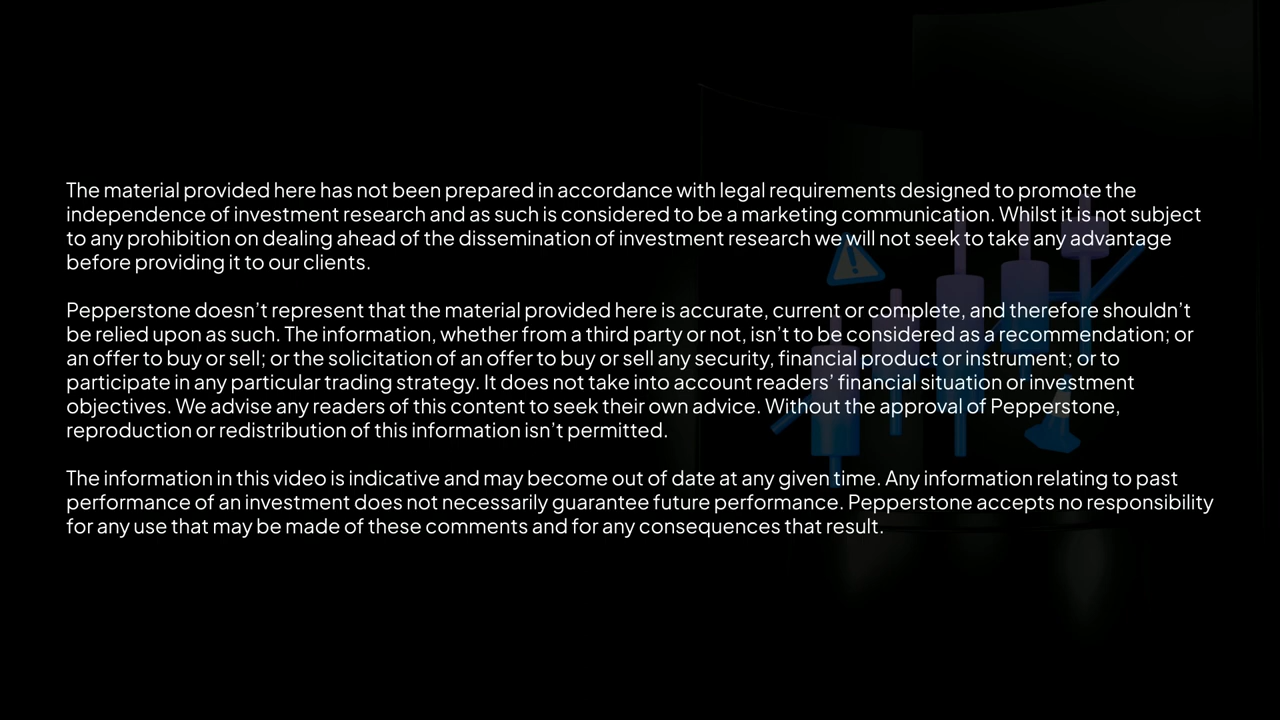 The material provided here has not been prepared in accordance with legal requirements designed to promote the
independence of investment research and as such is considered to be a marketing communication. Whilst it is not subject
to any prohibition on dealing ahead of the dissemination of investment research we will not seek to take any advantage
before providing it to our clients.
Pepperstone doesn’t represent that the material provided here is accurate, current or complete, and therefore shouldn’t
be relied upon as such. The information, whether from a third party or not, isn’t to be considered as a recommendation; or
an offer to buy or sell; or the solicitation of an offer to buy or sell any security, financial product or instrument; or to
participate in any particular trading strategy. It does not take into account readers’ financial situation or investment
objectives. We advise any readers of this content to seek their own advice. Without the approval of Pepperstone,
reproduction or redistribution of this information isn’t permitted.
The information in this video is indicative and may become out of date at any given time. Any information relating to past
performance of an investment does not necessarily guarantee future performance. Pepperstone accepts no responsibility
for any use that may be made of these comments and for any consequences that result.